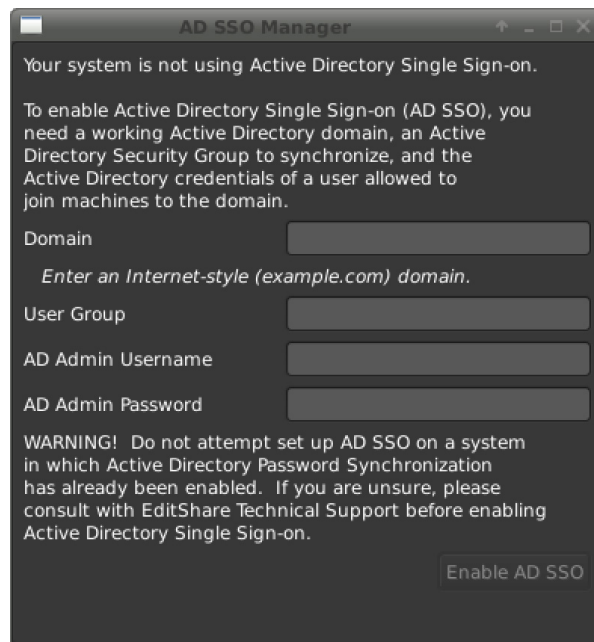 AD SSO Manager
Your system is not using Active Directory Single Sign-on.
To enable Active Directory Single Sign-on (AD SSO), you
need a working Active Directory domain, an Active
Directory Security Group to synchronize, and the
Active Directory credentials of a user allowed to
join machines to the domain.
Domain
Enter an Internet-style (example.com) domain.
User Group
AD Admin Username
AD Admin Password
WARNING!  Do not attempt set up AD SSO on a system
in which Active Directory Password Synchronization
has already been enabled.  If you are unsure, please
consult with EditShare Technical Support before enabling
Active Directory Single Sign-on.
Enable AD SSO